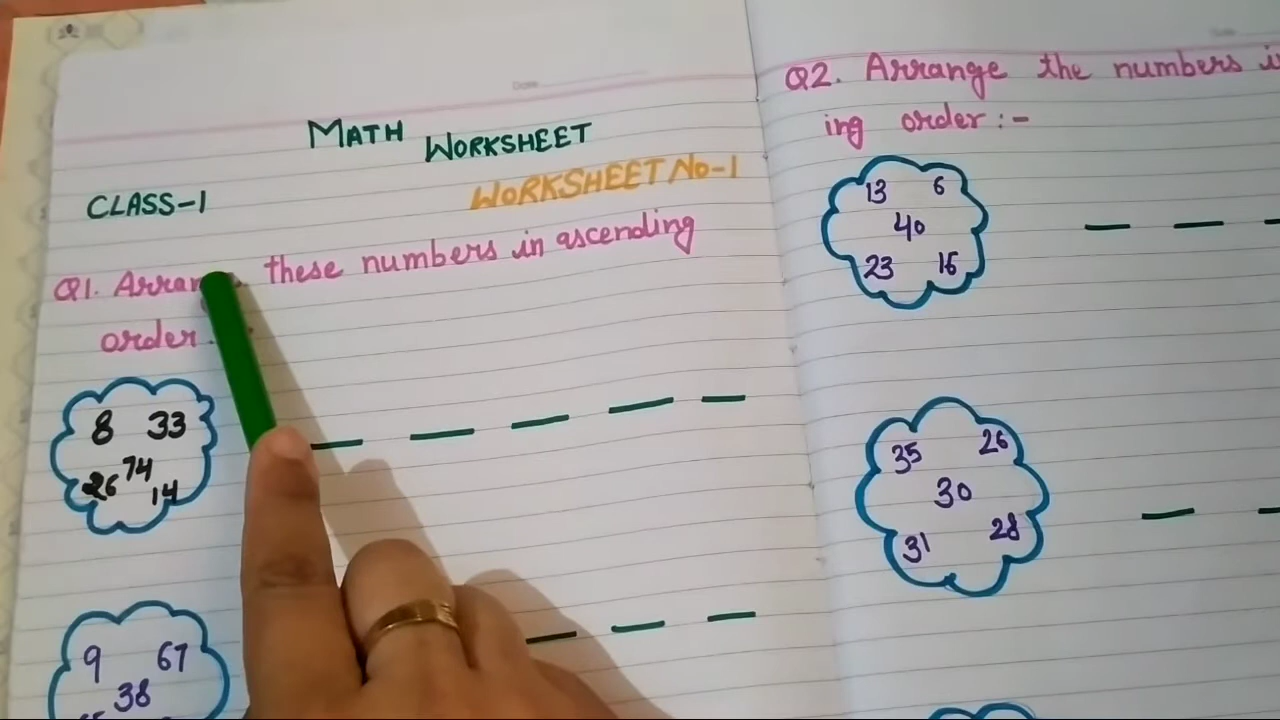 Date
MATH WORKSHEET
CLASS-1
WORKSHEET NO-1
Q1. these numbers in ascending
order
8 33
74
26 14
9 67
38
Q2. Arrange the numbers
ing order :-
13 6
40
23 16
35 26
30
31 28